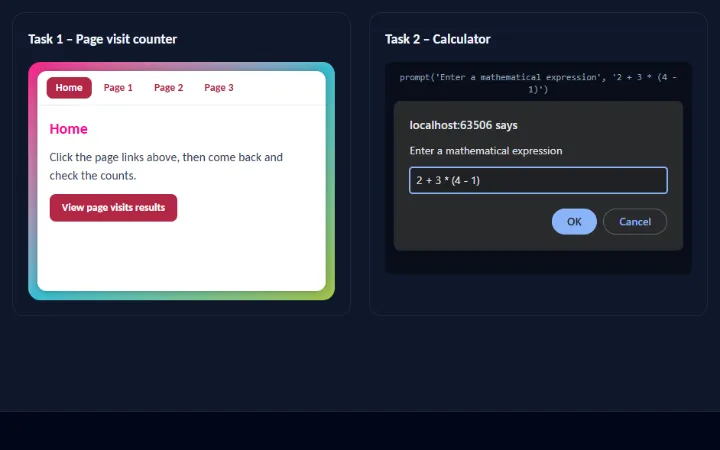 Task 1 – Page visit counter
Home Page 1 Page 2 Page 3
Home
Click the page links above, then come back and
check the counts.
View page visits results
Task 2 – Calculator
prompt('Enter a mathematical expression', '2 + 3 * (4 -
1)')
localhost:63506 says
Enter a mathematical expression
2 + 3 * (4 - 1)
OK Cancel